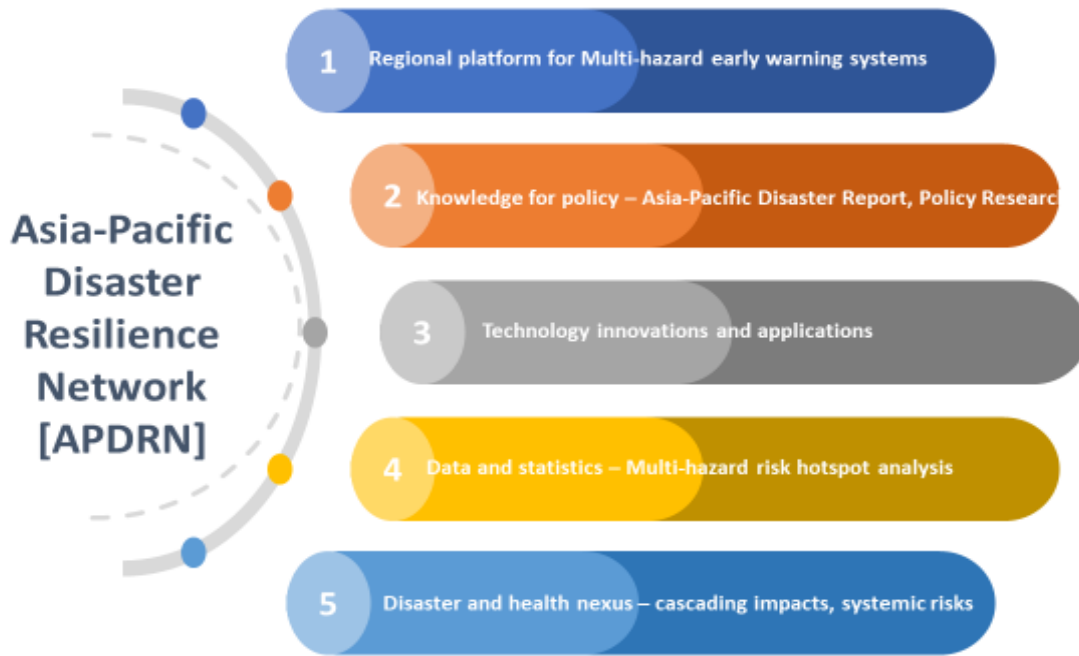 Asia-Pacific
Disaster
Resilience
Network
[APDRN]
1 Regional platform for Multi-hazard early warning systems
2 Knowledge for policy – Asia-Pacific Disaster Report, Policy Research
3 Technology innovations and applications
4 Data and statistics – Multi-hazard risk hotspot analysis
5 Disaster and health nexus – cascading impacts, systemic risks